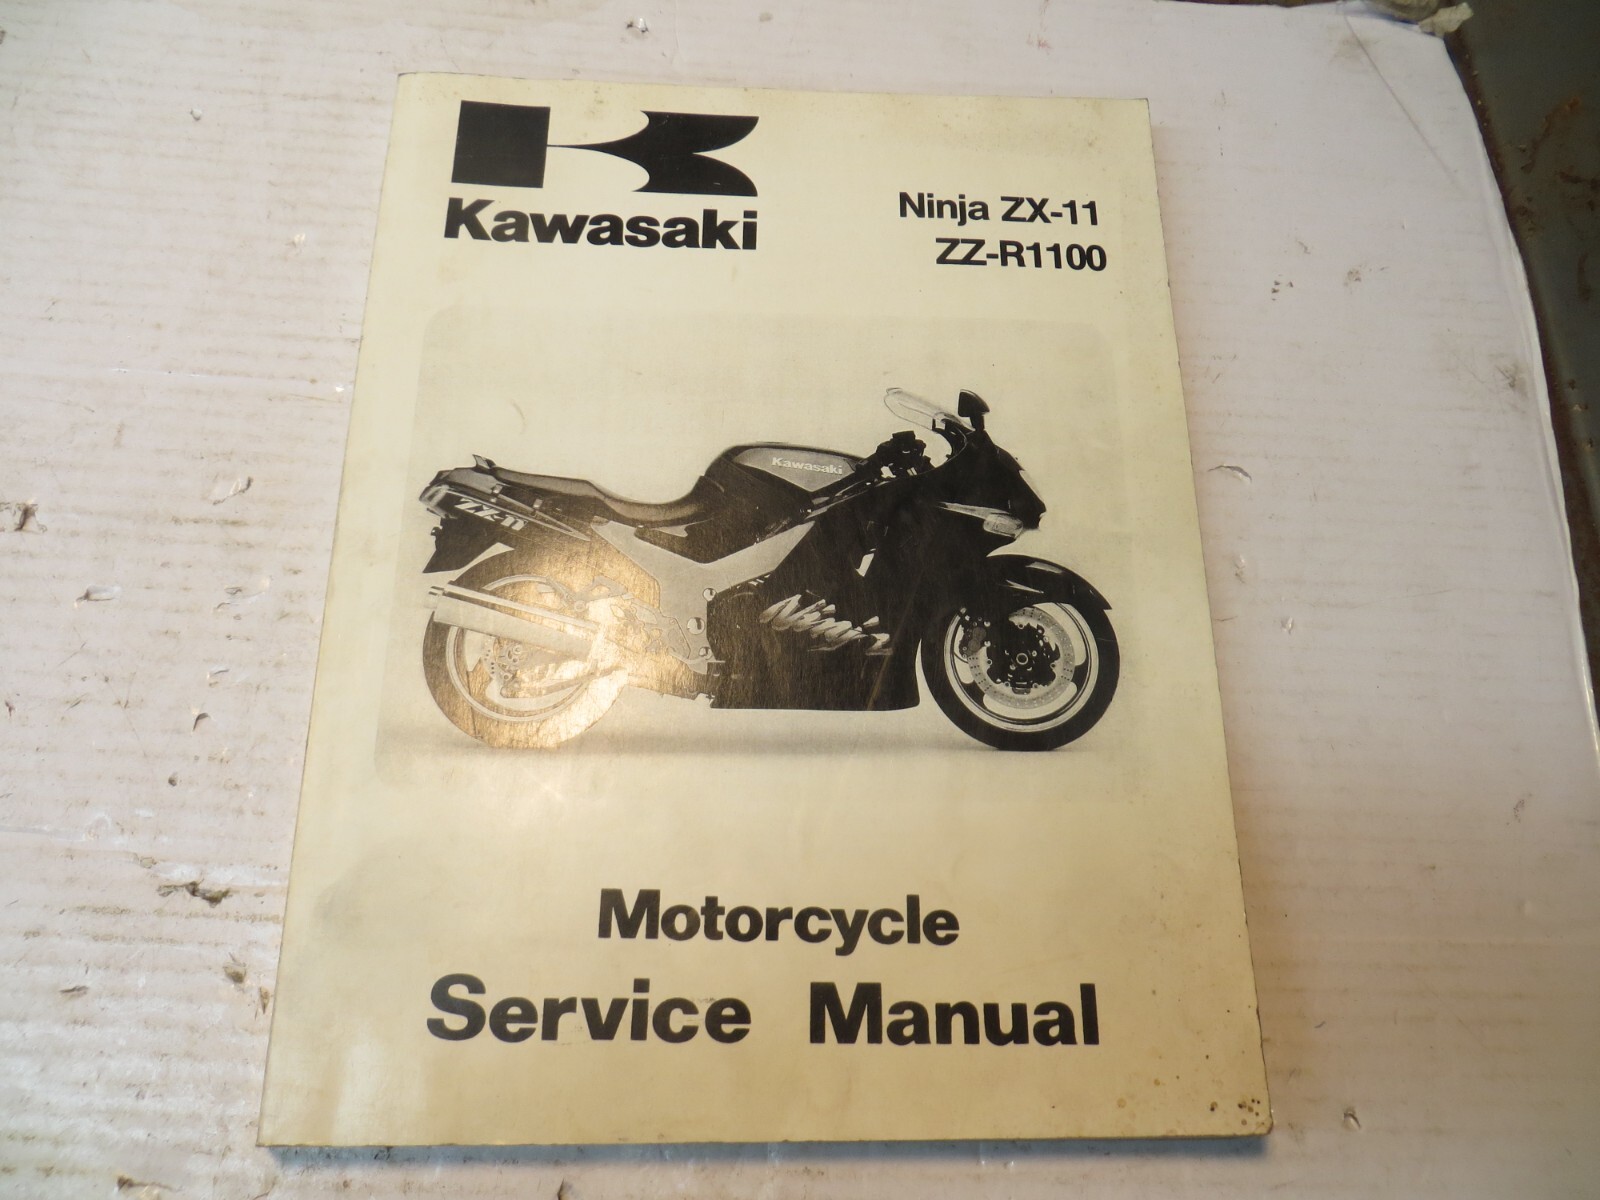 Kawasaki
Ninja ZX-11
ZZ-R1100
Kawasaki
ZX-11
Ninja
Motorcycle
Service Manual